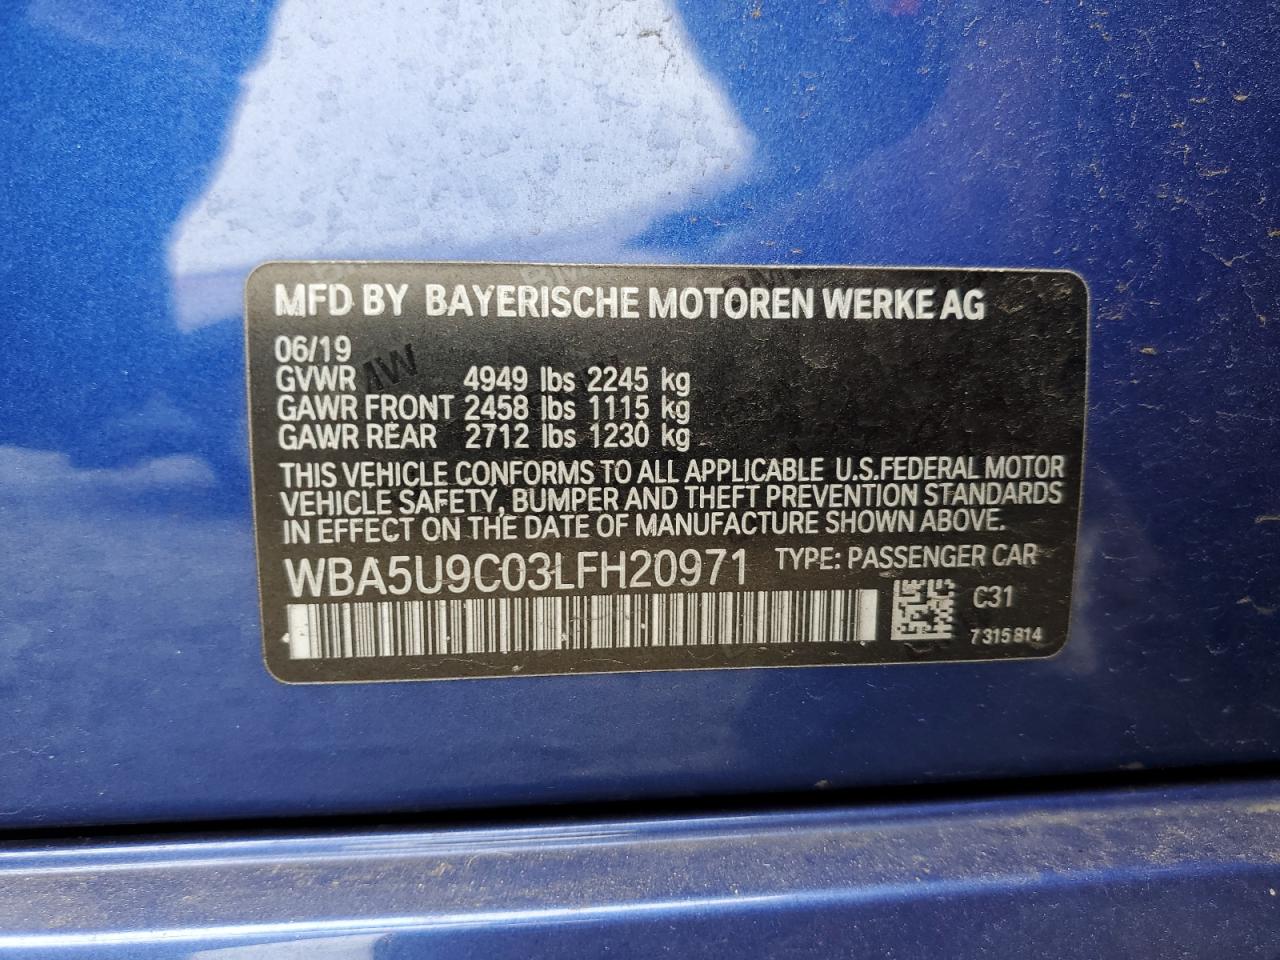 MFD BY BAYERISCHE MOTOREN WERKE AG
06/19
GVWR 4949 lbs 2245 kg
GAWR FRONT 2458 lbs 1115 kg
GAWR REAR 2712 lbs 1230 kg
THIS VEHICLE CONFORMS TO ALL APPLICABLE U.S.FEDERAL MOTOR
VEHICLE SAFETY, BUMPER AND THEFT PREVENTION STANDARDS
IN EFFECT ON THE DATE OF MANUFACTURE SHOWN ABOVE.
WBA5U9C03LFH20971 TYPE: PASSENGER CAR
C31
7315814